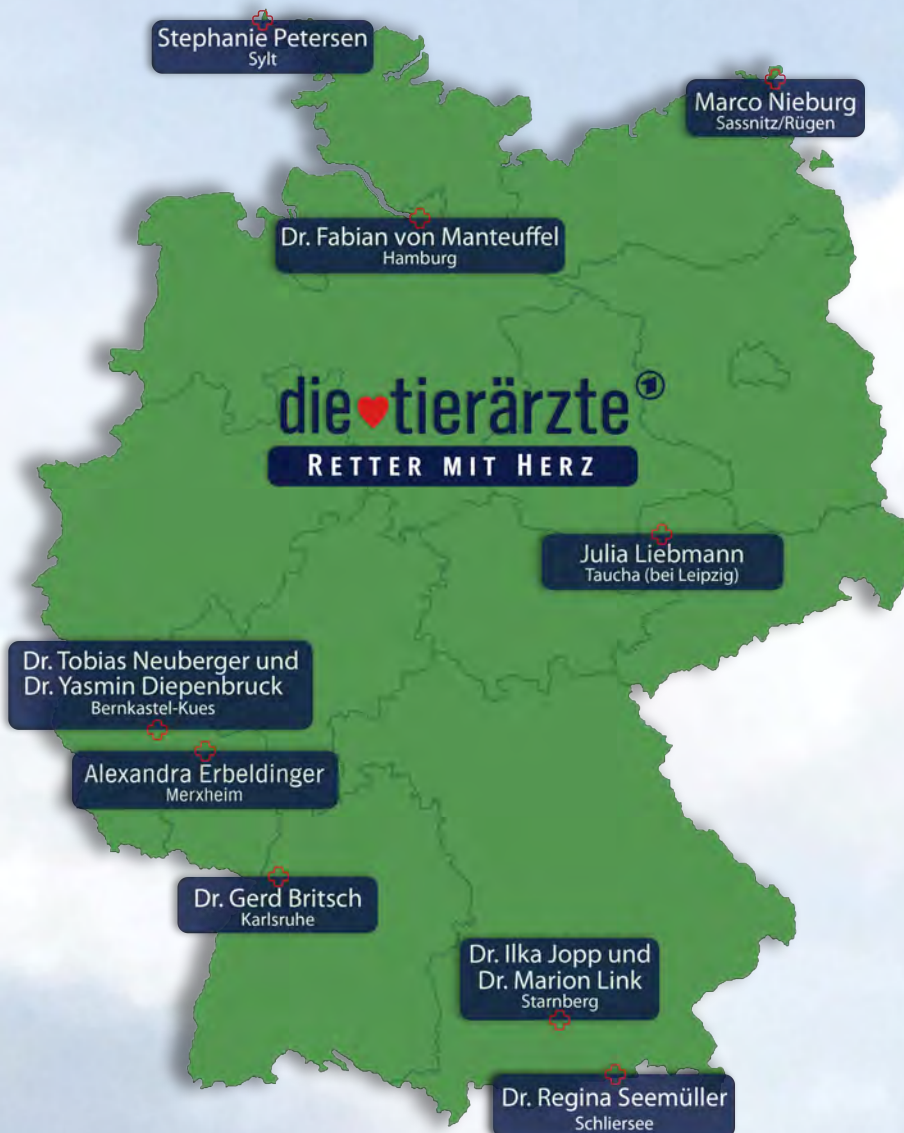 Stephanie Petersen
Sylt
Marco Nieburg
Sassnitz/Rügen
Dr. Fabian von Manteuffel
Hamburg
die tierärzte
RETTER MIT HERZ
Julia Liebmann
Taucha (bei Leipzig)
Dr. Tobias Neuberger und
Dr. Yasmin Diepenbruck
Bernkastel-Kues
Alexandra Erbeldinger
Merxheim
Dr. Gerd Britsch
Karlsruhe
Dr. Ilka Jopp und
Dr. Marion Link
Starnberg
Dr. Regina Seemüller
Schliersee